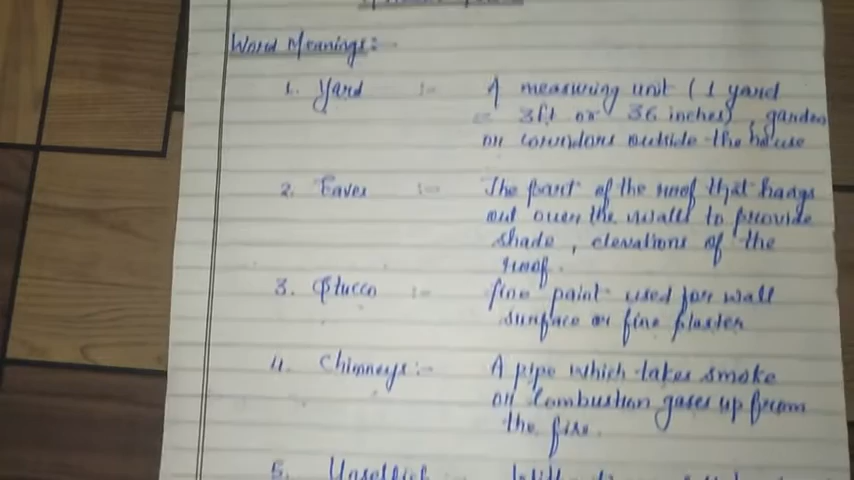 Word Meanings:-
1. Yard :- A measuring unit (1 yard
= 3ft or 36 inches), garden
or corridors outside the house
2. Eaves :- The part of the roof that hangs
out over the walls to provide
shade, elevations of the
roof.
3. Stucco :- fine paint used for wall
surface or fine plaster
4. Chimneys:- A pipe which takes smoke
or combustion gases up from
the fire.
5.